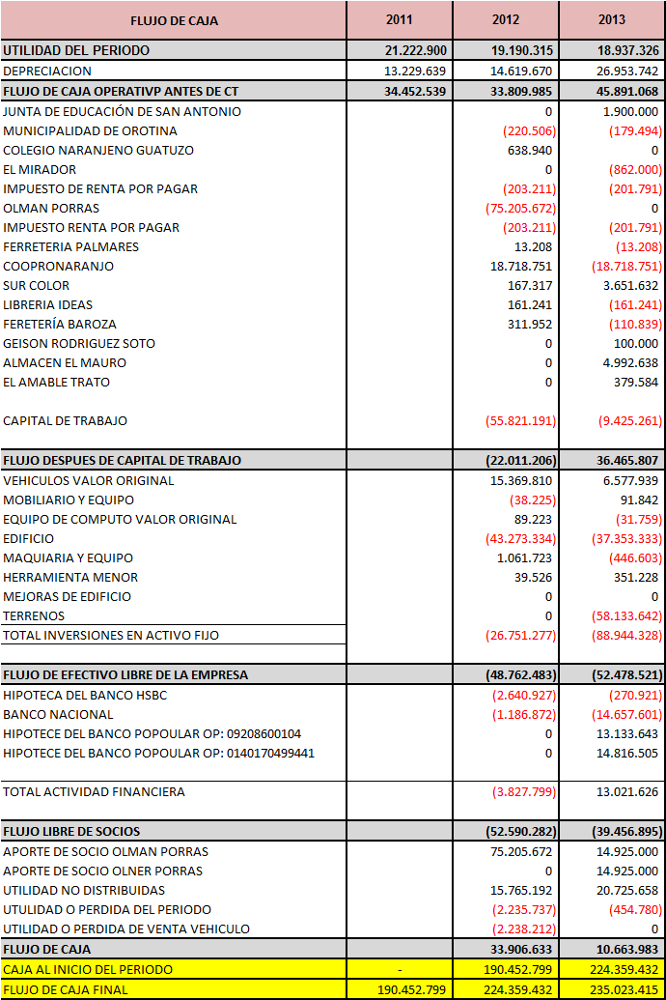 FLUJO DE CAJA 2011 2012 2013
UTILIDAD DEL PERIODO 21.222.900 19.190.315 18.937.326
DEPRECIACION 13.229.639 14.619.670 26.953.742
FLUJO DE CAJA OPERATIVP ANTES DE CT 34.452.539 33.809.985 45.891.068
JUNTA DE EDUCACIÓN DE SAN ANTONIO 0 1.900.000
MUNICIPALIDAD DE OROTINA (220.506) (179.494)
COLEGIO NARANJENO GUATUZO 638.940 0
EL MIRADOR 0 (862.000)
IMPUESTO DE RENTA POR PAGAR (203.211) (201.791)
OLMAN PORRAS (75.205.672) 0
IMPUESTO RENTA POR PAGAR (203.211) (201.791)
FERRETERIA PALMARES 13.208 (13.208)
COOPRONARANJO 18.718.751 (18.718.751)
SUR COLOR 167.317 3.651.632
LIBRERIA IDEAS 161.241 (161.241)
FERETERÍA BAROZA 311.952 (110.839)
GEISON RODRIGUEZ SOTO 0 100.000
ALMACEN EL MAURO 0 4.992.638
EL AMABLE TRATO 0 379.584
CAPITAL DE TRABAJO (55.821.191) (9.425.261)
FLUJO DESPUES DE CAPITAL DE TRABAJO (22.011.206) 36.465.807
VEHICULOS VALOR ORIGINAL 15.369.810 6.577.939
MOBILIARIO Y EQUIPO (38.225) 91.842
EQUIPO DE COMPUTO VALOR ORIGINAL 89.223 (31.759)
EDIFICIO (43.273.334) (37.353.333)
MAQUIARIA Y EQUIPO 1.061.723 (446.603)
HERRAMIENTA MENOR 39.526 351.228
MEJORAS DE EDIFICIO 0 0
TERRENOS 0 (58.133.642)
TOTAL INVERSIONES EN ACTIVO FIJO (26.751.277) (88.944.328)
FLUJO DE EFECTIVO LIBRE DE LA EMPRESA (48.762.483) (52.478.521)
HIPOTECA DEL BANCO HSBC (2.640.927) (270.921)
BANCO NACIONAL (1.186.872) (14.657.601)
HIPOTECE DEL BANCO POPOULAR OP: 09208600104 0 13.133.643
HIPOTECE DEL BANCO POPOULAR OP: 0140170499441 0 14.816.505
TOTAL ACTIVIDAD FINANCIERA (3.827.799) 13.021.626
FLUJO LIBRE DE SOCIOS (52.590.282) (39.456.895)
APORTE DE SOCIO OLMAN PORRAS 75.205.672 14.925.000
APORTE DE SOCIO OLNER PORRAS 0 14.925.000
UTILIDAD NO DISTRIBUIDAS 15.765.192 20.725.658
UTULIDAD O PERDIDA DEL PERIODO (2.235.737) (454.780)
UTILIDAD O PERDIDA DE VENTA VEHICULO (2.238.212) 0
FLUJO DE CAJA 33.906.633 10.663.983
CAJA AL INICIO DEL PERIODO - 190.452.799 224.359.432
FLUJO DE CAJA FINAL 190.452.799 224.359.432 235.023.415